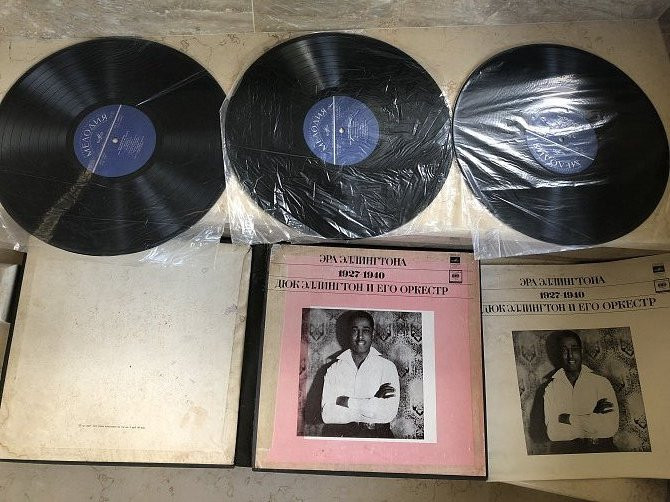 МЕЛОДИЯ
МЕЛОДИЯ
МЕЛОДИЯ
ЭРА ЭЛЛИНГТОНА
1927-1940
ДЮК ЭЛЛИНГТОН И ЕГО ОРКЕСТР
ЭРА ЭЛЛИНГТОНА
1927-1940
ДЮК ЭЛЛИНГТОН И ЕГО ОРКЕСТР